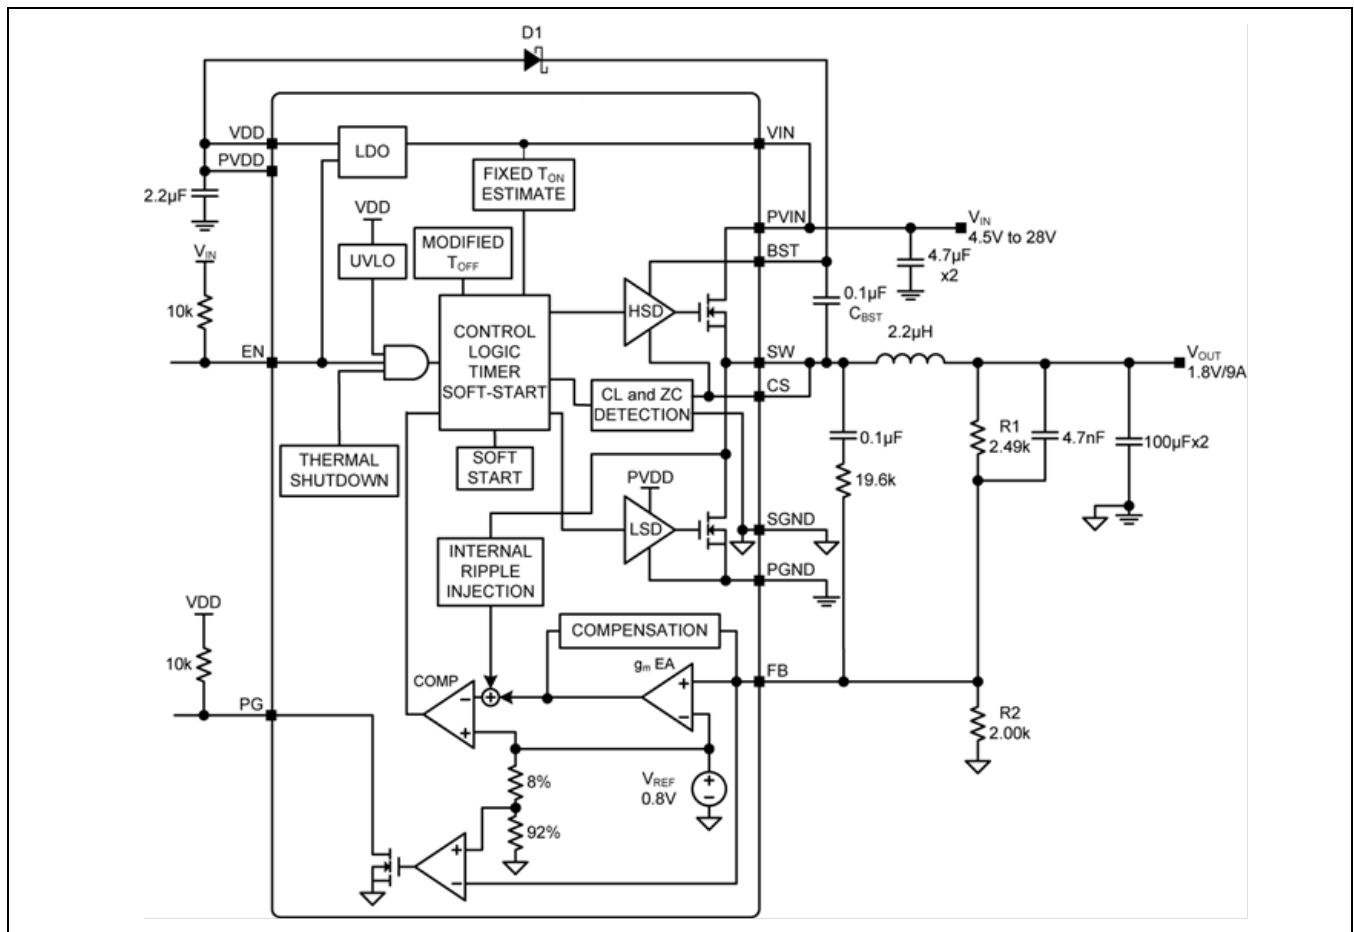 D1
VDD
LDO
VIN
PVDD
FIXED TON
ESTIMATE
2.2µF
VDD
PVIN
VIN
4.5V to 28V
MODIFIED
TOFF
VIN
UVLO
BST
4.7µF
x2
10k
HSD
0.1µF
CBST
CONTROL
LOGIC
TIMER
SOFT-START
2.2µH
EN
SW
VOUT
1.8V/9A
CS
CL and ZC
DETECTION
R1
2.49k
4.7nF
100µFx2
0.1µF
THERMAL
SHUTDOWN
SOFT
START
19.6k
PVDD
LSD
SGND
INTERNAL
RIPPLE
INJECTION
PGND
VDD
COMPENSATION
10k
gm EA
FB
COMP
+
−
−
+
+
−
PG
R2
2.00k
8%
VREF
0.8V
+
−
92%
+
−